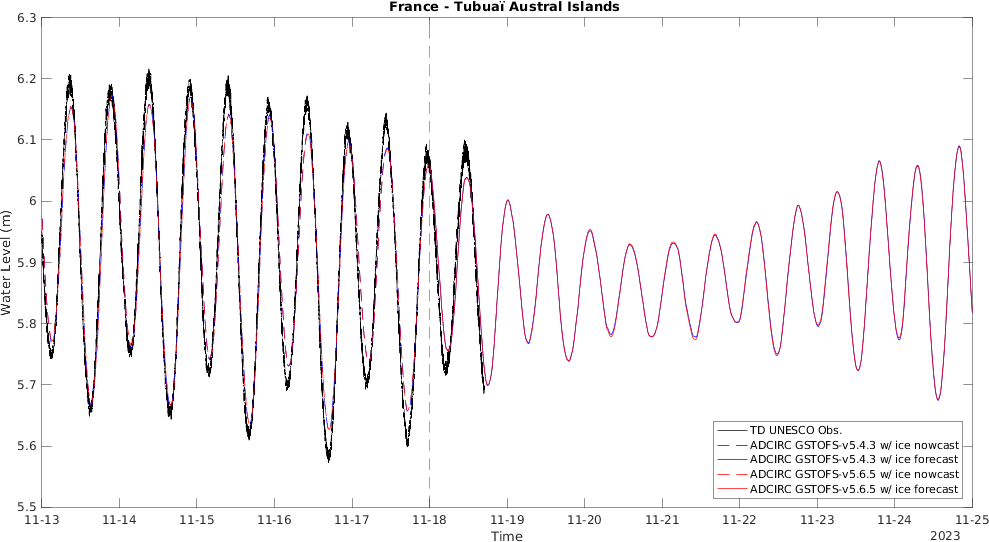 France - Tubuaï Austral Islands
6.3
6.2
6.1
6
5.9
5.8
5.7
5.6
5.5
Water Level (m)
TD UNESCO Obs.
ADCIRC GSTOFS-v5.4.3 w/ ice nowcast
ADCIRC GSTOFS-v5.4.3 w/ ice forecast
ADCIRC GSTOFS-v5.6.5 w/ ice nowcast
ADCIRC GSTOFS-v5.6.5 w/ ice forecast
11-13 11-14 11-15 11-16 11-17 11-18 11-19 11-20 11-21 11-22 11-23 11-24 11-25
Time
2023